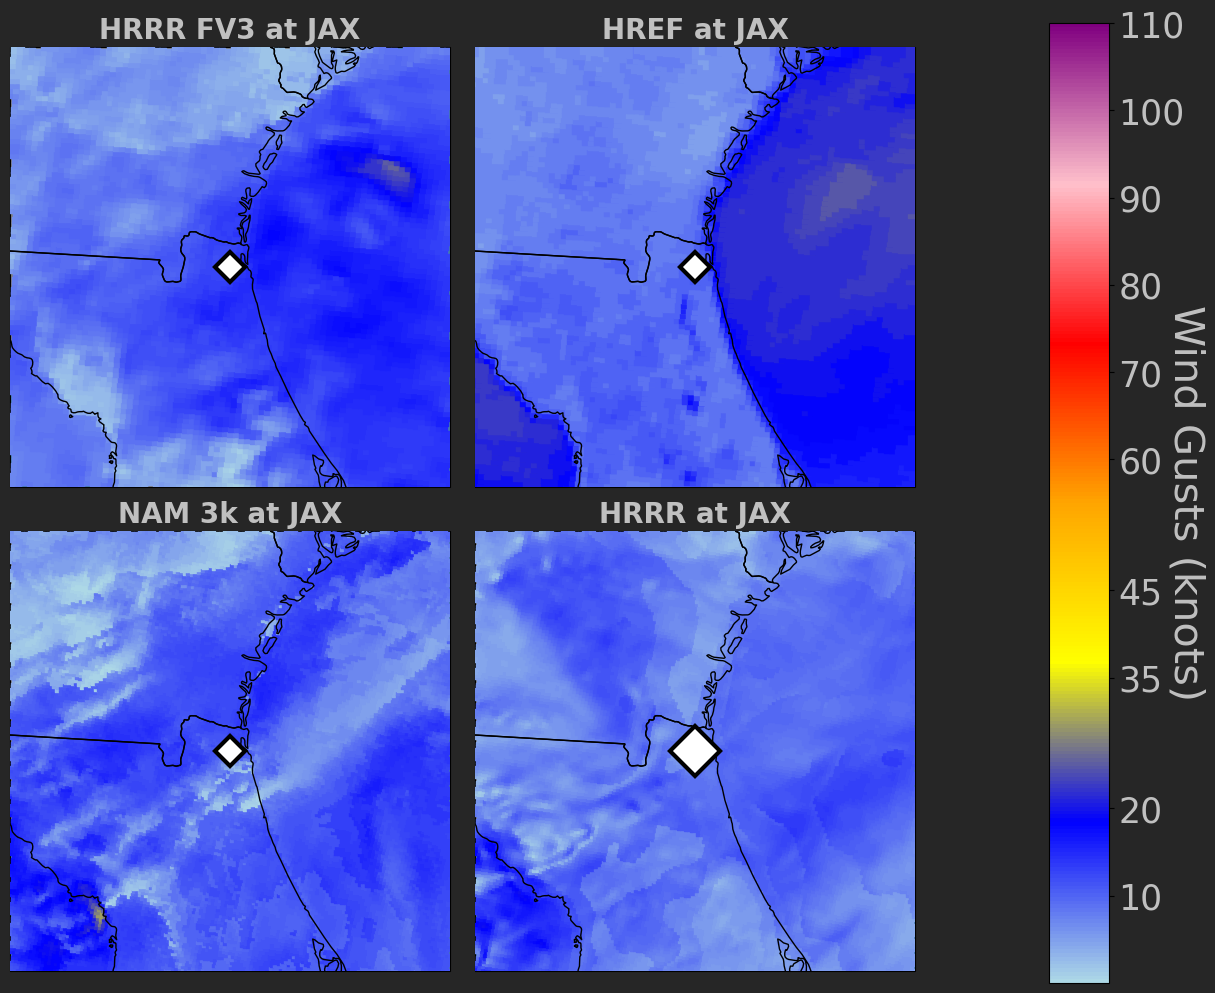 HRRR FV3 at JAX
HREF at JAX
NAM 3k at JAX
HRRR at JAX
110
100
90
80
70
60
45
35
20
10
Wind Gusts (knots)